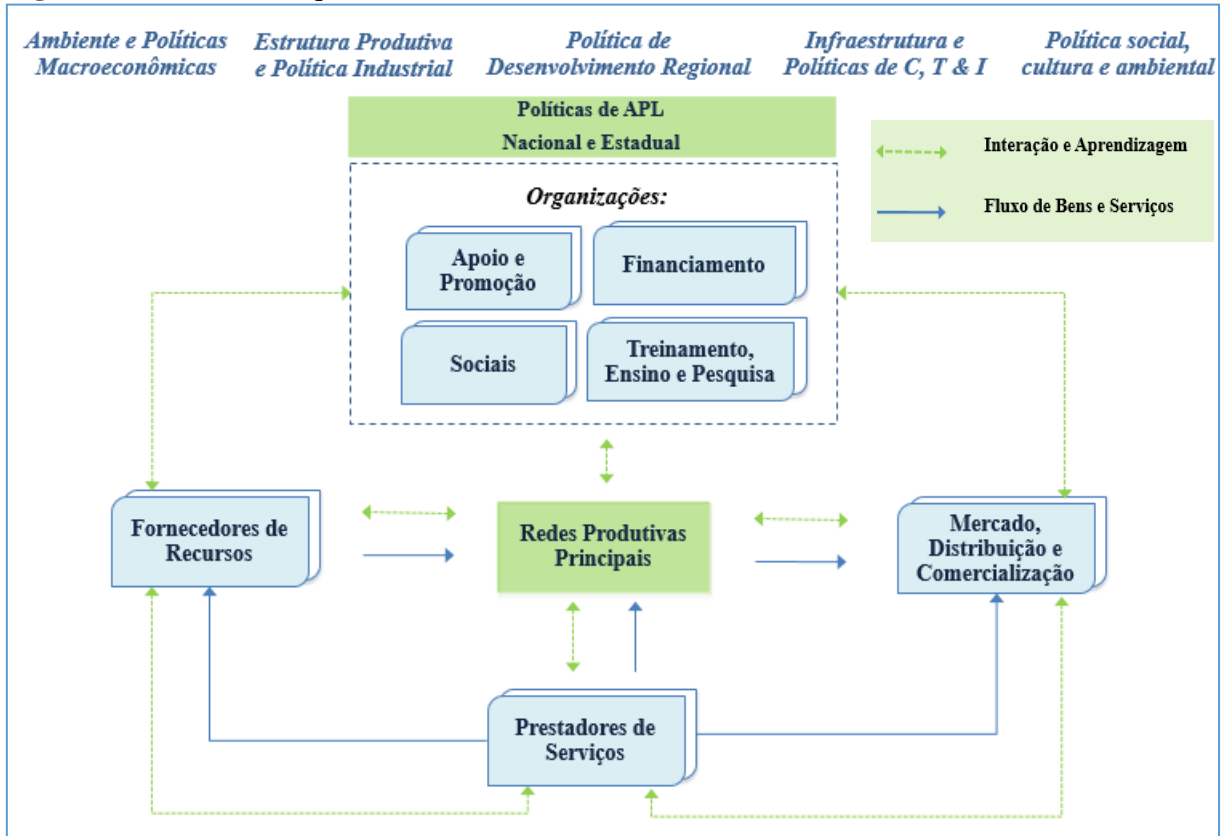 Ambiente e Políticas
Macroeconômicas
Estrutura Produtiva
e Política Industrial
Política de
Desenvolvimento Regional
Infraestrutura e
Políticas de C, T & I
Política social,
cultura e ambiental
Políticas de APL
Nacional e Estadual
Interação e Aprendizagem
Fluxo de Bens e Serviços
Organizações:
Apoio e
Promoção
Financiamento
Sociais
Treinamento,
Ensino e Pesquisa
Fornecedores de
Recursos
Redes Produtivas
Principais
Mercado,
Distribuição e
Comercialização
Prestadores de
Serviços